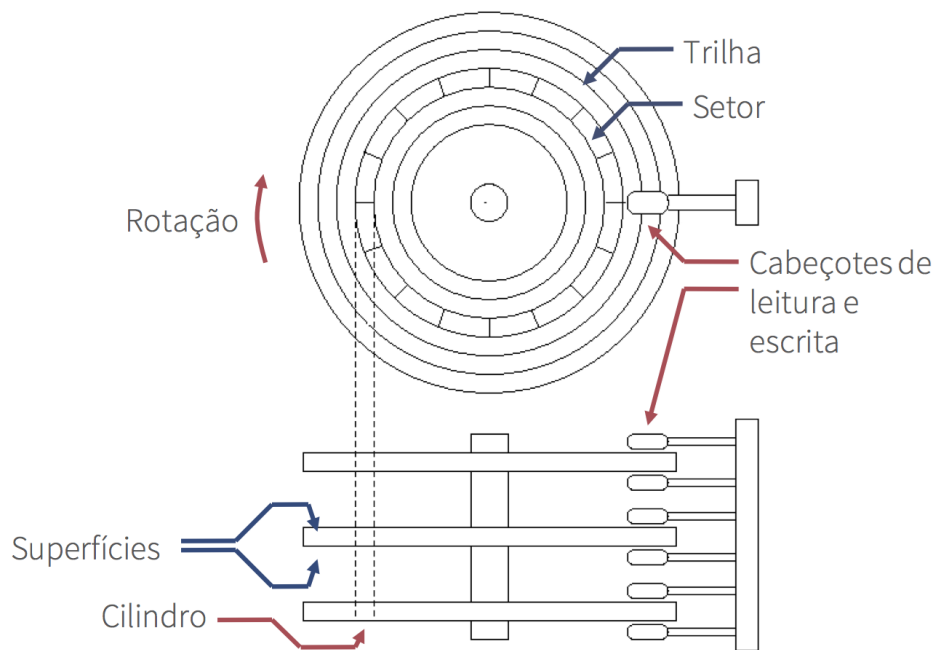 Trilha
Setor
Rotação
Cabeçotes de
leitura e
escrita
Superfícies
Cilindro